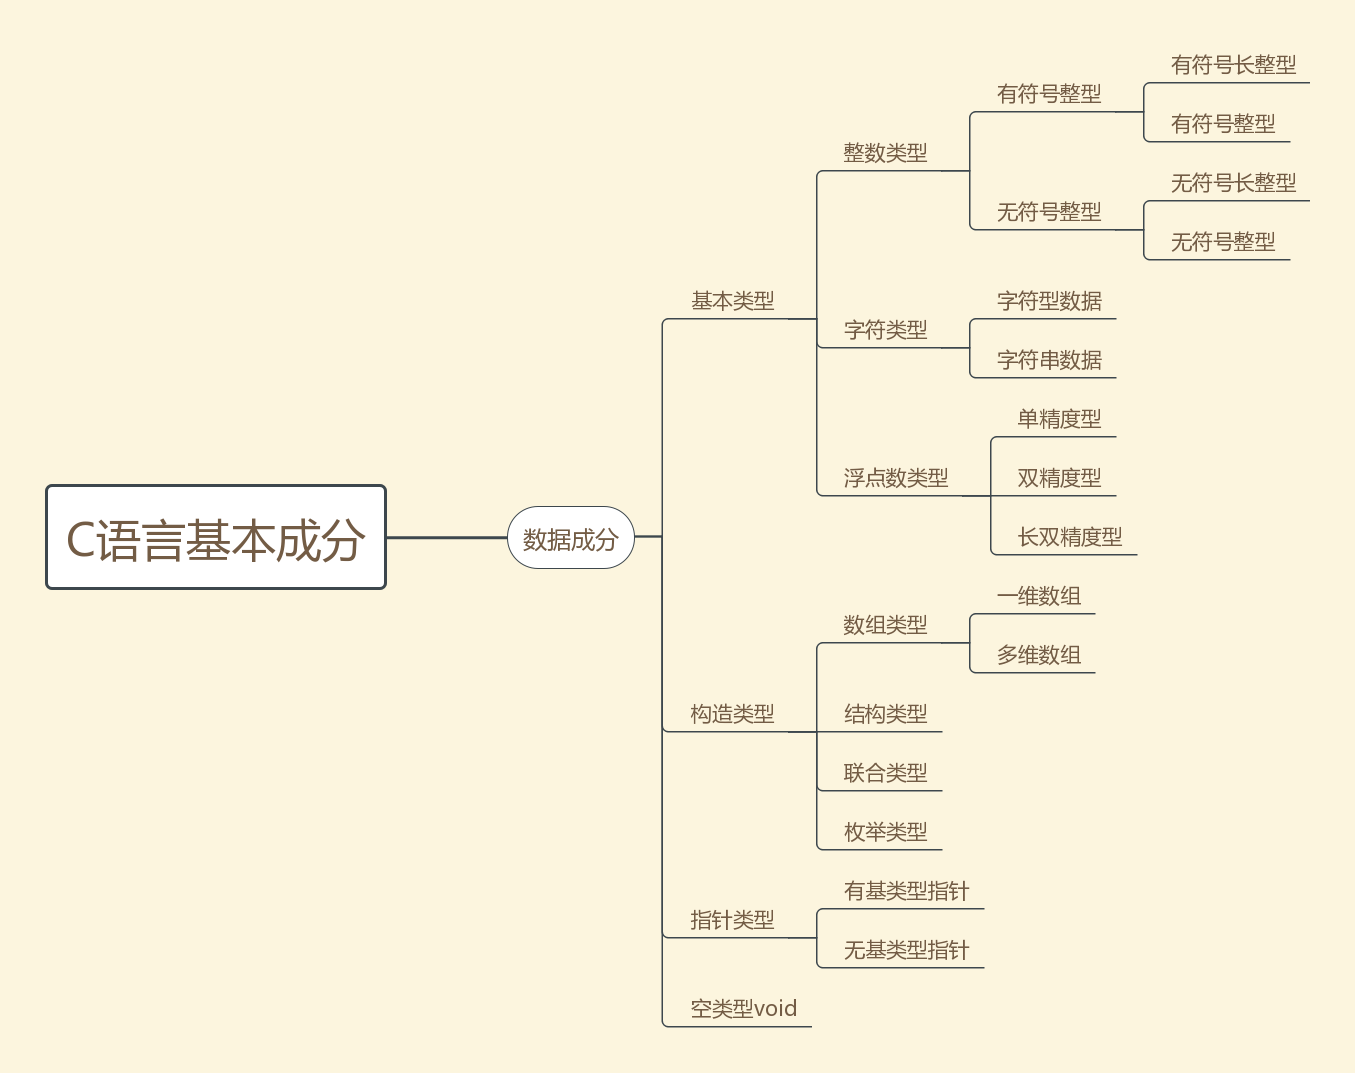 C语言基本成分
数据成分
基本类型
整数类型
有符号整型
有符号长整型
有符号整型
无符号整型
无符号长整型
无符号整型
字符类型
字符型数据
字符串数据
浮点数类型
单精度型
双精度型
长双精度型
构造类型
数组类型
一维数组
多维数组
结构类型
联合类型
枚举类型
指针类型
有基类型指针
无基类型指针
空类型void